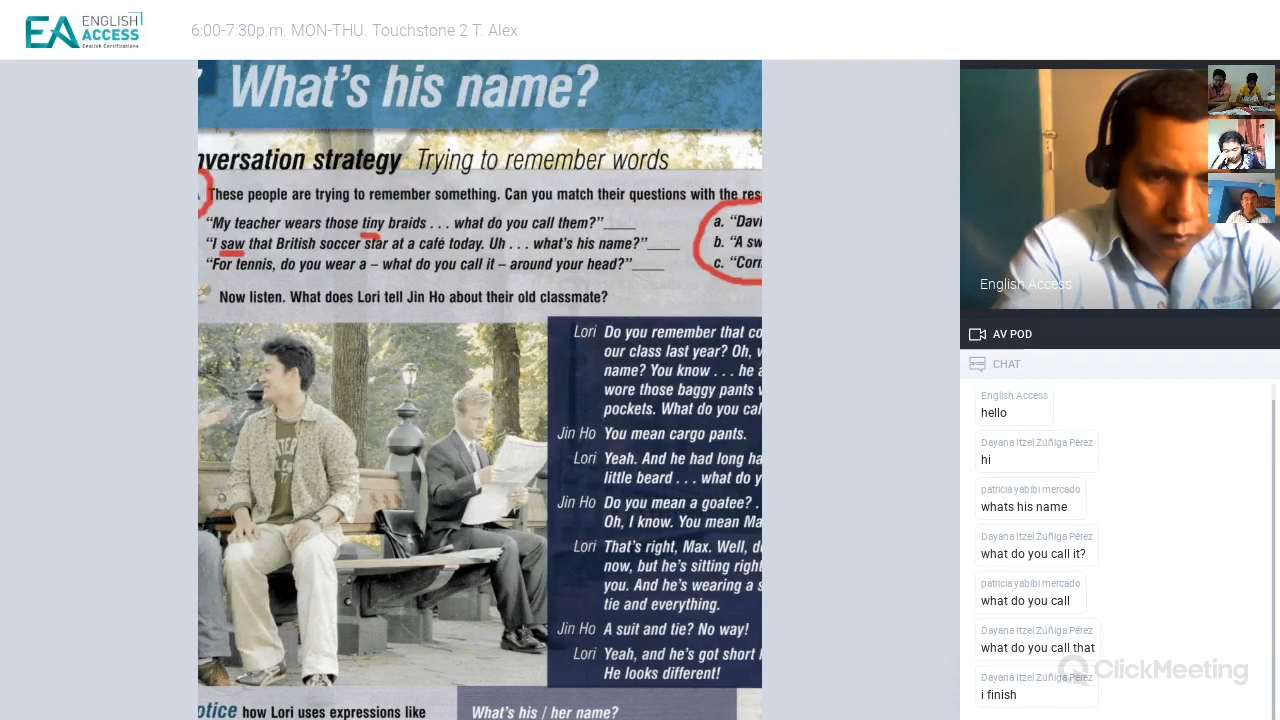 EA ENGLISH
ACCESS
English Certifications
6:00-7:30p.m. MON-THU. Touchstone 2 T. Alex
What's his name?
nversation strategy Trying to remember words
These people are trying to remember something. Can you match their questions with the res
"My teacher wears those tiny braids . . . what do you call them?"____ a. "Davi
"I saw that British soccer star at a café today. Uh . . . what's his name?"____ b. "A sw
"For tennis, do you wear a – what do you call it – around your head?"____ c. "Corn
Now listen. What does Lori tell Jin Ho about their old classmate?
Lori Do you remember that co
our class last year? Oh, w
name? You know . . . he a
wore those baggy pants w
pockets. What do you cal
Jin Ho You mean cargo pants.
Lori Yeah. And he had long ha
little beard . . . what do y
Jin Ho Do you mean a goatee? .
Oh, I know. You mean Ma
Lori That's right, Max. Well, do
now, but he's sitting right
you. And he's wearing a s
tie and everything.
Jin Ho A suit and tie? No way!
Lori Yeah, and he's got short h
He looks different!
otice how Lori uses expressions like
What's his / her name?
English Access
AV POD
CHAT
English Access
hello
Dayana Itzel Zúñiga Pérez
hi
patricia yabibi mercado
whats his name
Dayana Itzel Zúñiga Pérez
what do you call it?
patricia yabibi mercado
what do you call
Dayana Itzel Zúñiga Pérez
what do you call that
Dayana Itzel Zúñiga Pérez
i finish
ClickMeeting